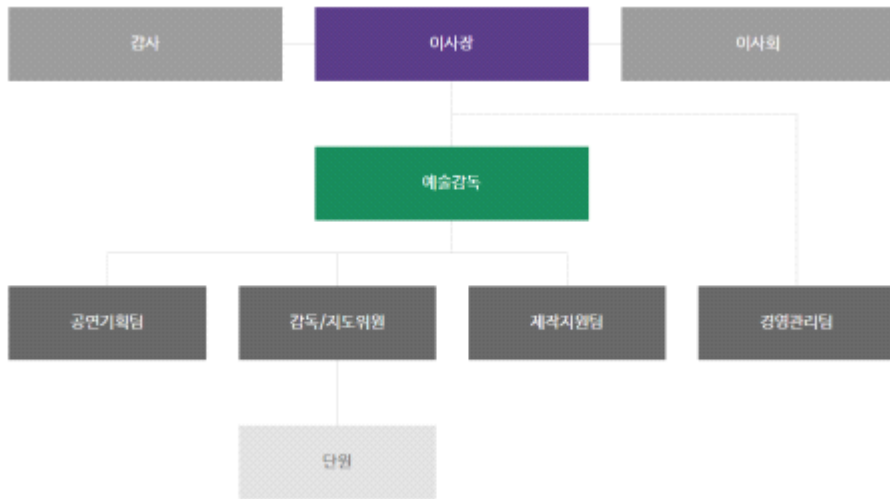 감사
이사장
이사회
예술감독
공연기획팀
감독/지도위원
제작지원팀
경영관리팀
단원